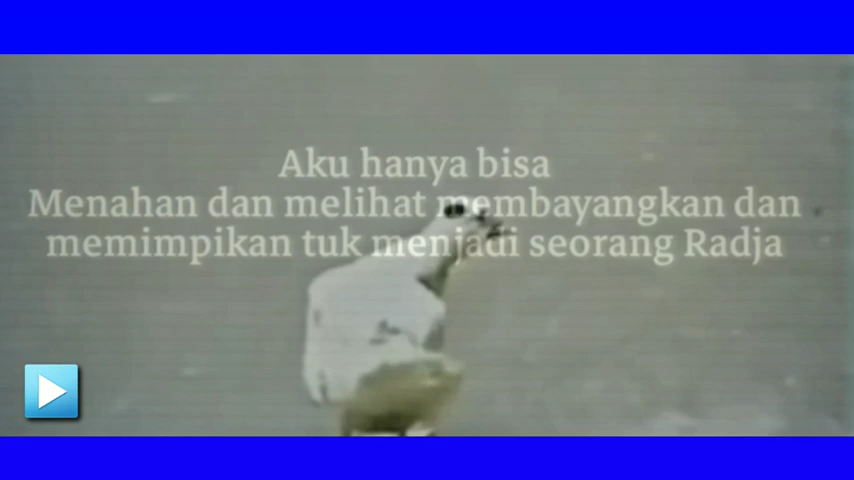 Aku hanya bisa
Menahan dan melihat membayangkan dan
memimpikan tuk menjadi seorang Radja